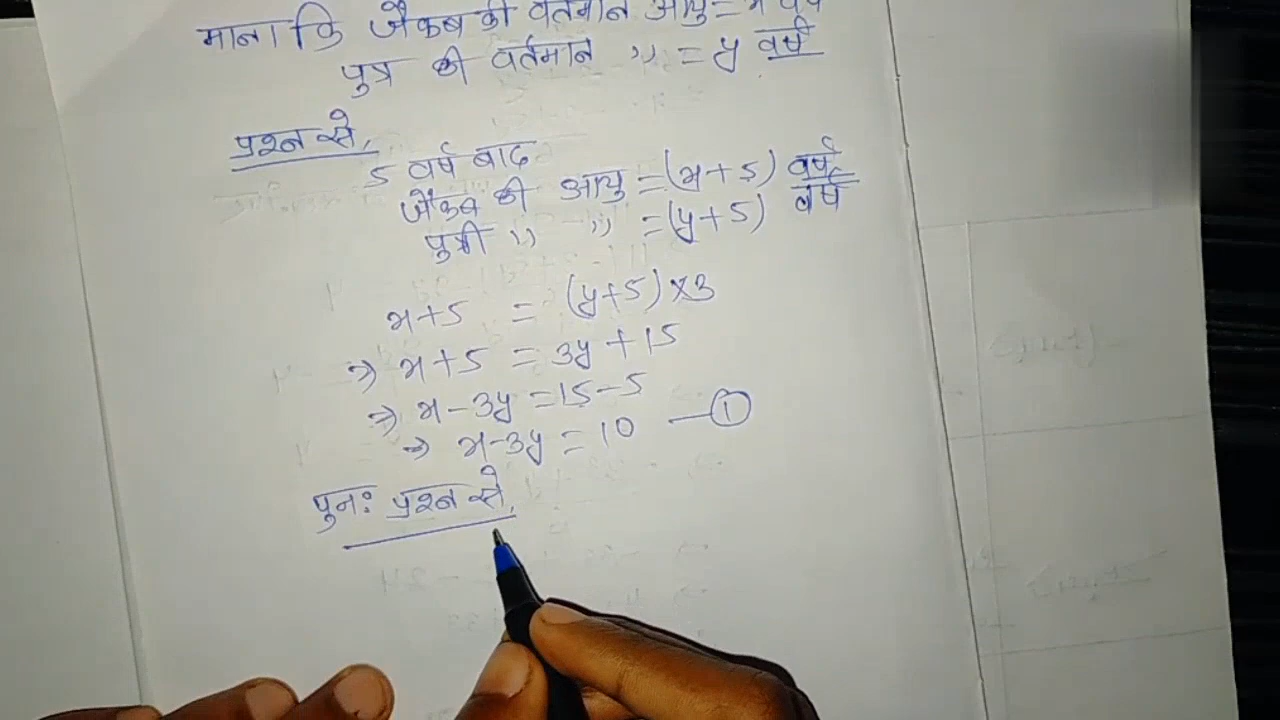 माना कि जैकब की वर्तमान आयु = x वर्ष
पुत्र की वर्तमान ,, = y वर्ष
प्रश्न से,
5 वर्ष बाद
जैकब की आयु = (x+5) वर्ष
पुत्री ,, ,, = (y+5) वर्ष
x+5 = (y+5)×3
⇒ x+5 = 3y+15
⇒ x-3y = 15-5
⇒ x-3y = 10 —①
पुनः प्रश्न से,